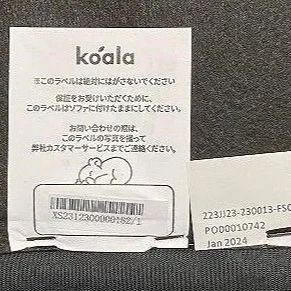 koala
※このラベルは絶対にはがさないでください
保証をお受けいただくために、
このラベルはソファに付けたままにしてください。
お問い合わせの際は、
このラベルの写真を撮って
弊社カスタマーサービスまでご連絡ください。
XS2312300000182/1
223JJ23-230013-FSC
PO00010742
Jan 2024